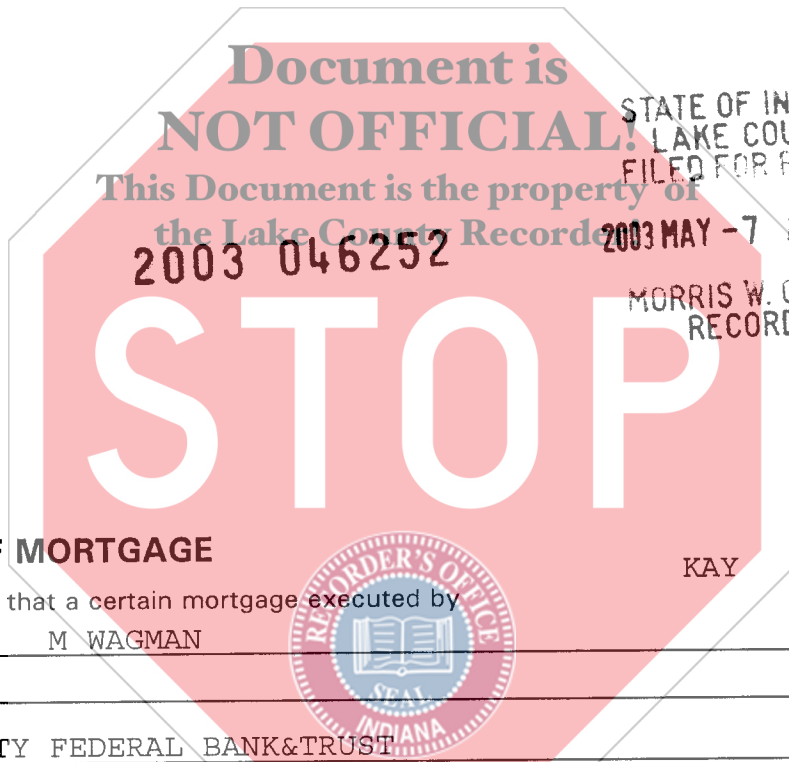 Document is
NOT OFFICIAL!
This Document is the property of
the Lake County Recorder!
STATE OF IN
LAKE COU
FILED FOR R
2003 046252
2003 MAY -7
MORRIS W. C
RECORD
STOP
F MORTGAGE
KAY
that a certain mortgage executed by
M WAGMAN
RECORDER'S OFFICE
SEAL
INDIANA
TY FEDERAL BANK&TRUST